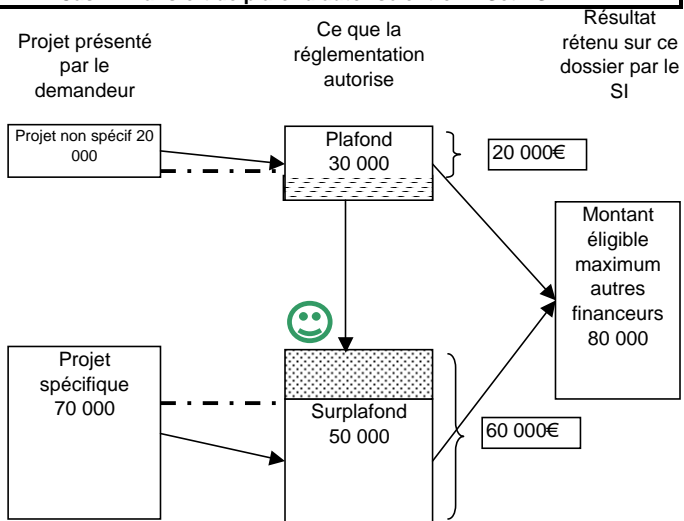 Projet présenté
par le
demandeur
Ce que la
réglementation
autorise
Résultat
rétenu sur ce
dossier par le
SI
Projet non spécif 20
000
Plafond
30 000
20 000€
Montant
éligible
maximum
autres
financeurs
80 000
Projet
spécifique
70 000
Surplafond
50 000
60 000€